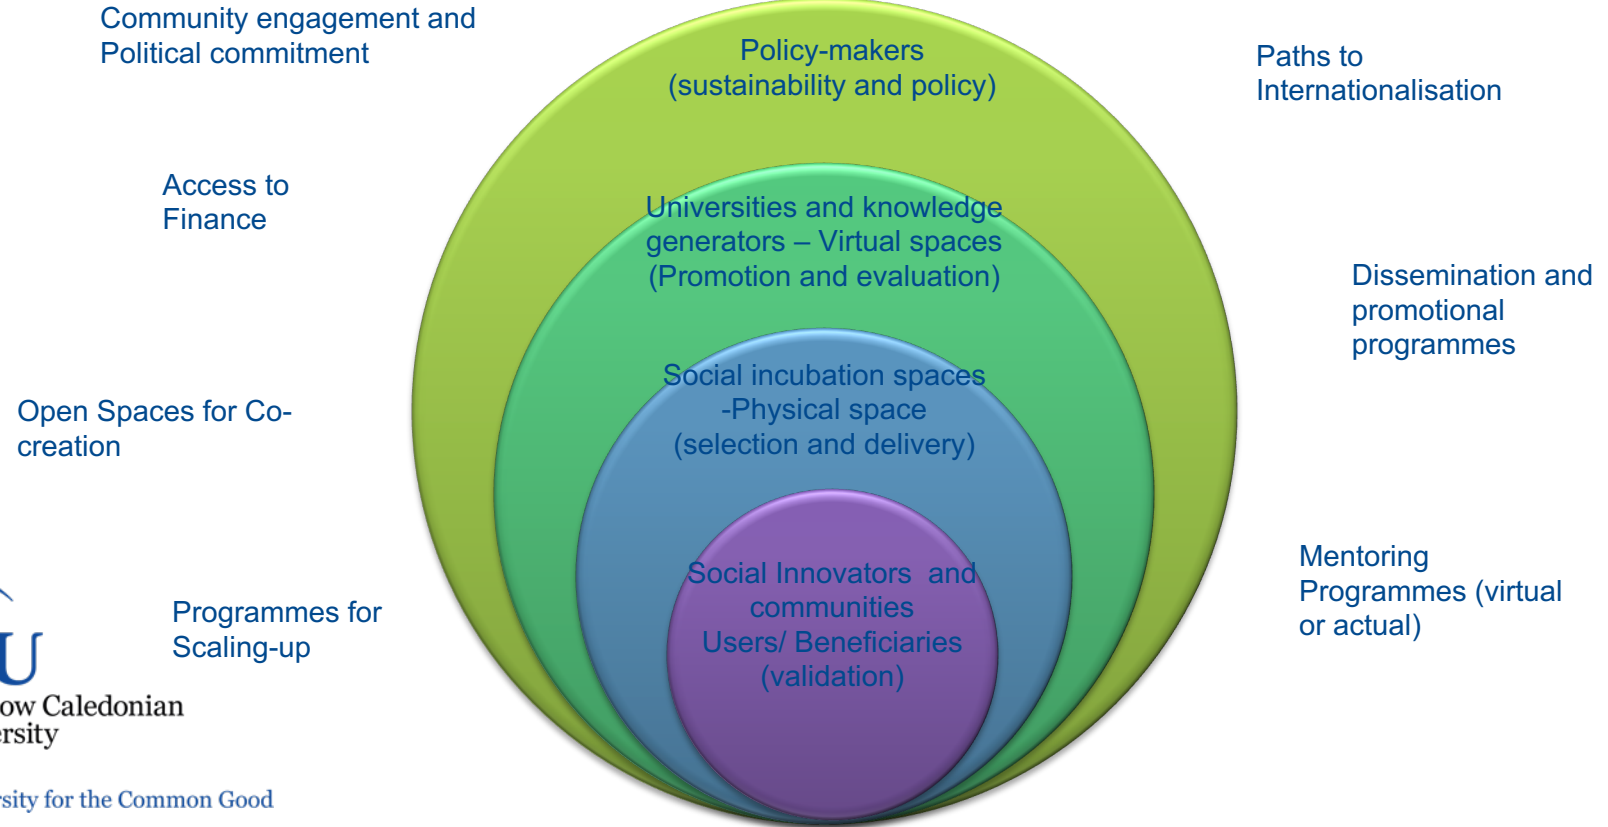 Community engagement and
Political commitment
Policy-makers
(sustainability and policy)
Paths to
Internationalisation
Access to
Finance
Universities and knowledge
generators – Virtual spaces
(Promotion and evaluation)
Dissemination and
promotional
programmes
Open Spaces for Co-
creation
Social incubation spaces
-Physical space
(selection and delivery)
Social Innovators  and
communities
Users/ Beneficiaries
(validation)
Mentoring
Programmes (virtual
or actual)
Programmes for
Scaling-up
U
ow Caledonian
ersity
rsity for the Common Good